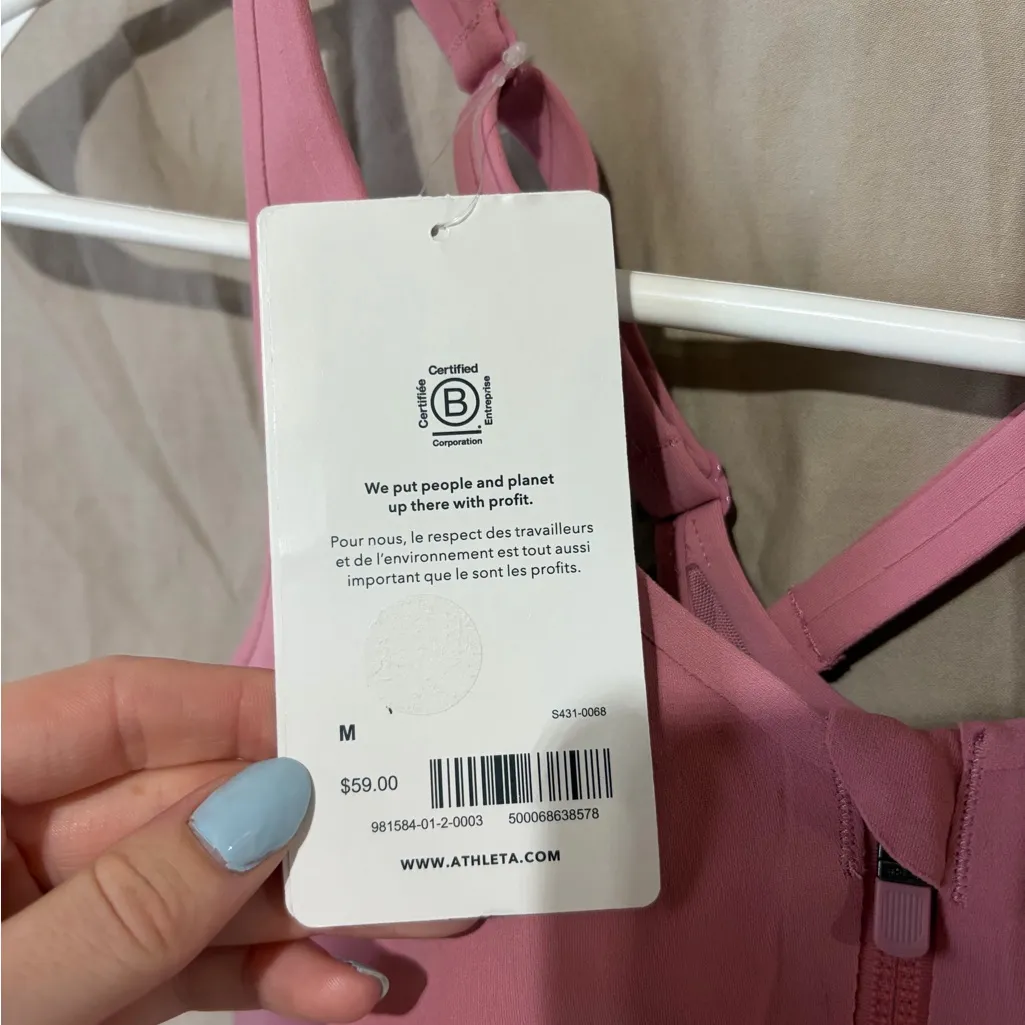 Certified
Certifiée
B
Entreprise
Corporation
We put people and planet
up there with profit.
Pour nous, le respect des travailleurs
et de l'environnement est tout aussi
important que le sont les profits.
S431-0068
M
$59.00
981584-01-2-0003 500068638578
WWW.ATHLETA.COM